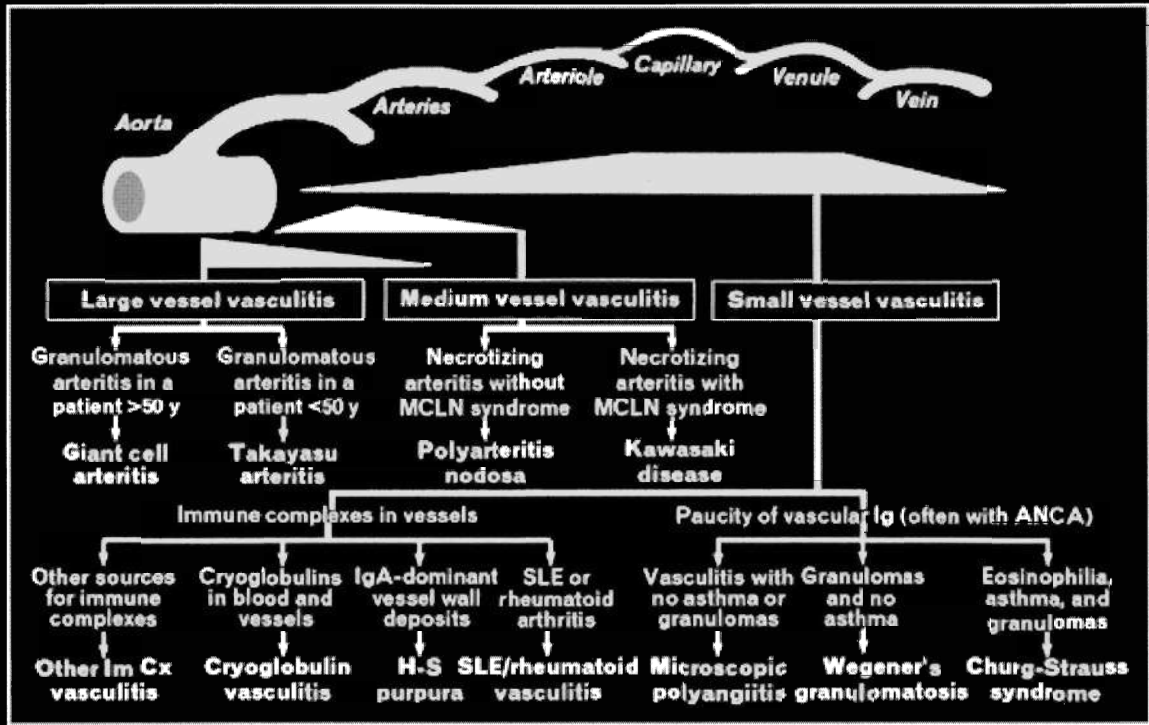 Aorta
Arteries
Arteriole
Capillary
Venule
Vein
Large vessel vasculitis
Medium vessel vasculitis
Small vessel vasculitis
Granulomatous
arteritis in a
patient >50 y
Granulomatous
arteritis in a
patient <50 y
Necrotizing
arteritis without
MCLN syndrome
Necrotizing
arteritis with
MCLN syndrome
Giant cell
arteritis
Takayasu
arteritis
Polyarteritis
nodosa
Kawasaki
disease
Immune complexes in vessels
Paucity of vascular Ig (often with ANCA)
Other sources
for immune
complexes
Cryoglobulins
in blood and
vessels
IgA-dominant
vessel wall
deposits
SLE or
rheumatoid
arthritis
Vasculitis with
no asthma or
granulomas
Granulomas
and no
asthma
Eosinophilia,
asthma, and
granulomas
Other Im Cx
vasculitis
Cryoglobulin
vasculitis
H-S
purpura
SLE/rheumatoid
vasculitis
Microscopic
polyangiitis
Wegener's
granulomatosis
Churg-Strauss
syndrome